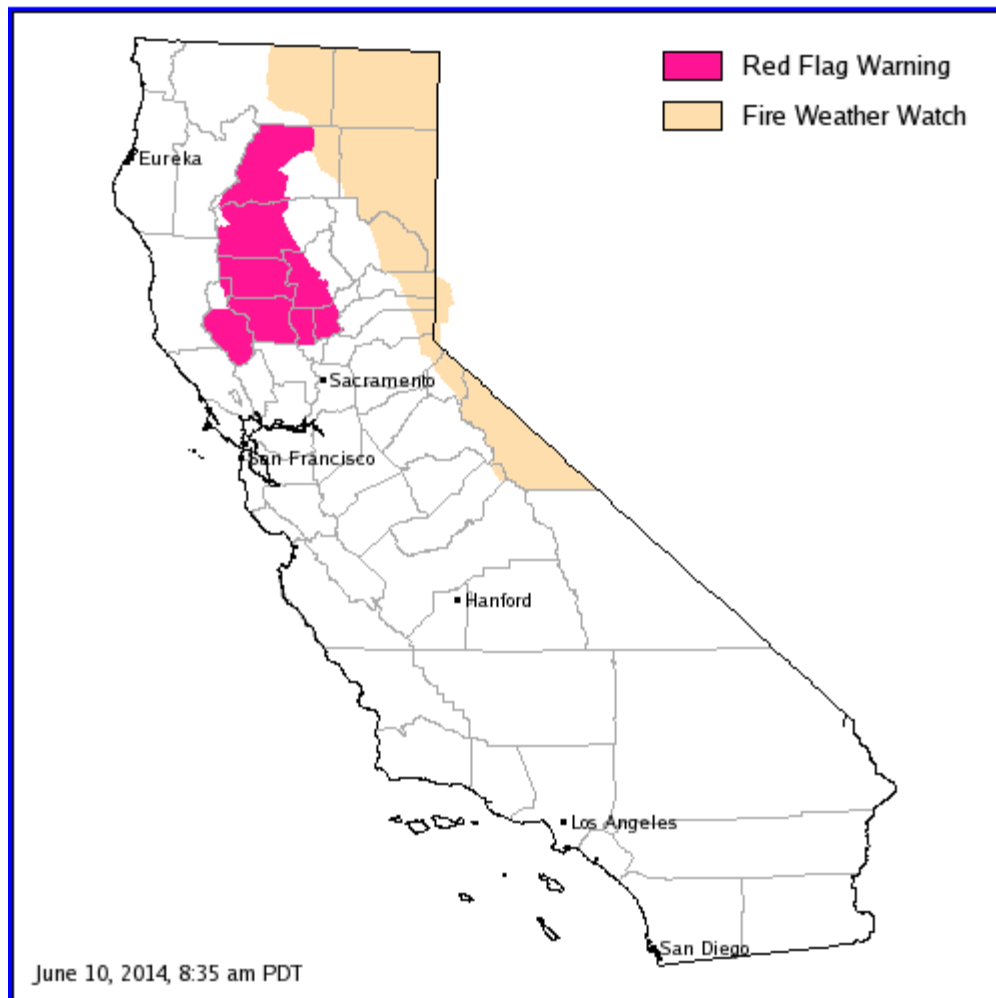 Red Flag Warning
Fire Weather Watch
Eureka
Sacramento
San Francisco
Hanford
Los Angeles
San Diego
June 10, 2014, 8:35 am PDT